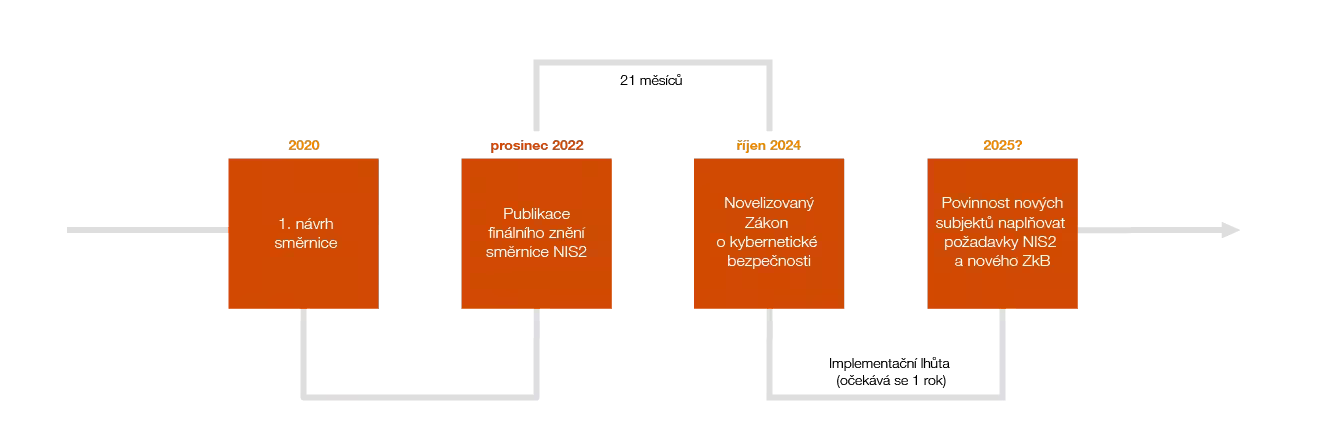 21 měsíců
2020
prosinec 2022
říjen 2024
2025?
1. návrh
směrnice
Publikace
finálního znění
směrnice NIS2
Novelizovaný
Zákon
o kybernetické
bezpečnosti
Povinnost nových
subjektů naplňovat
požadavky NIS2
a nového ZkB
Implementační lhůta
(očekává se 1 rok)